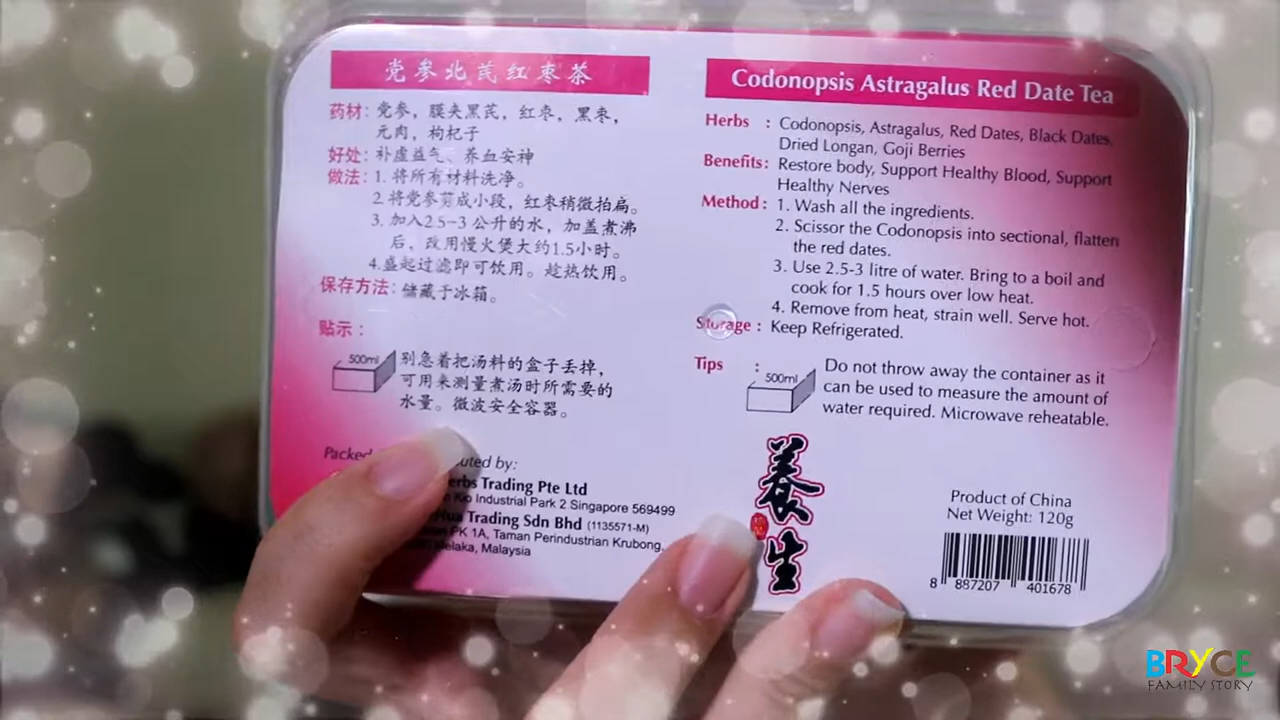 党参北芪红枣茶
药材: 党参，膜夹黑芪，红枣，黑枣，
元肉，枸杞子
好处: 补虚益气、养血安神
做法: 1. 将所有材料洗净。
2. 将党参剪成小段，红枣稍微拍扁。
3. 加入2.5-3 公升的水，加盖煮沸
后，改用慢火煲大约1.5小时。
4.盛起过滤即可饮用。趁热饮用。
保存方法: 储藏于冰箱。
贴示：
500ml
别急着把汤料的盒子丢掉，
可用来测量煮汤时所需要的
水量。微波安全容器。
Packed
uted by:
erbs Trading Pte Ltd
Kio Industrial Park 2 Singapore 569499
Hua Trading Sdn Bhd (1135571-M)
PK 1A, Taman Perindustrian Krubong,
Melaka, Malaysia
Codonopsis Astragalus Red Date Tea
Herbs : Codonopsis, Astragalus, Red Dates, Black Dates,
Dried Longan, Goji Berries
Benefits: Restore body, Support Healthy Blood, Support
Healthy Nerves
Method: 1. Wash all the ingredients.
2. Scissor the Codonopsis into sectional, flatten
the red dates.
3. Use 2.5-3 litre of water. Bring to a boil and
cook for 1.5 hours over low heat.
4. Remove from heat, strain well. Serve hot.
Storage : Keep Refrigerated.
Tips :
500ml
Do not throw away the container as it
can be used to measure the amount of
water required. Microwave reheatable.
養生
Product of China
Net Weight: 120g
8 887207 401678
BRYCE
FAMILY STORY